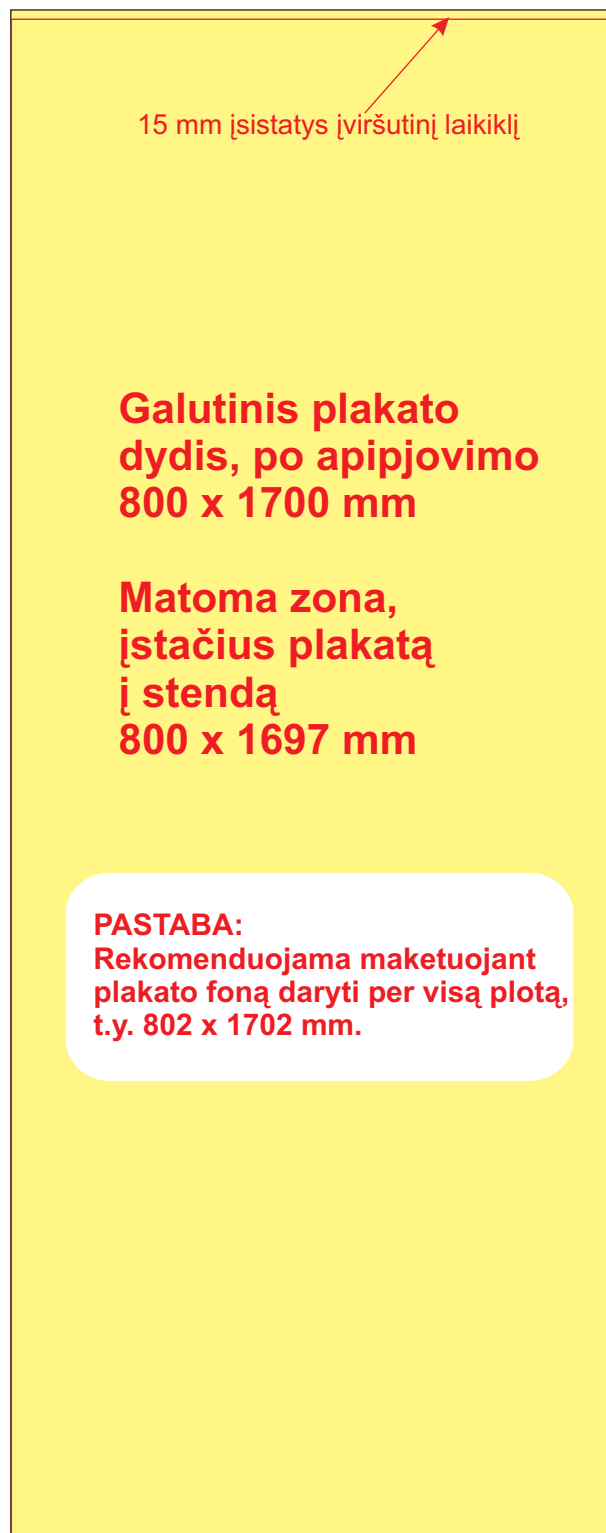 15 mm įsistatys įviršutinį laikiklį
Galutinis plakato
dydis, po apipjovimo
800 x 1700 mm
Matoma zona,
įstačius plakatą
į stendą
800 x 1697 mm
PASTABA:
Rekomenduojama maketuojant
plakato foną daryti per visą plotą,
t.y. 802 x 1702 mm.